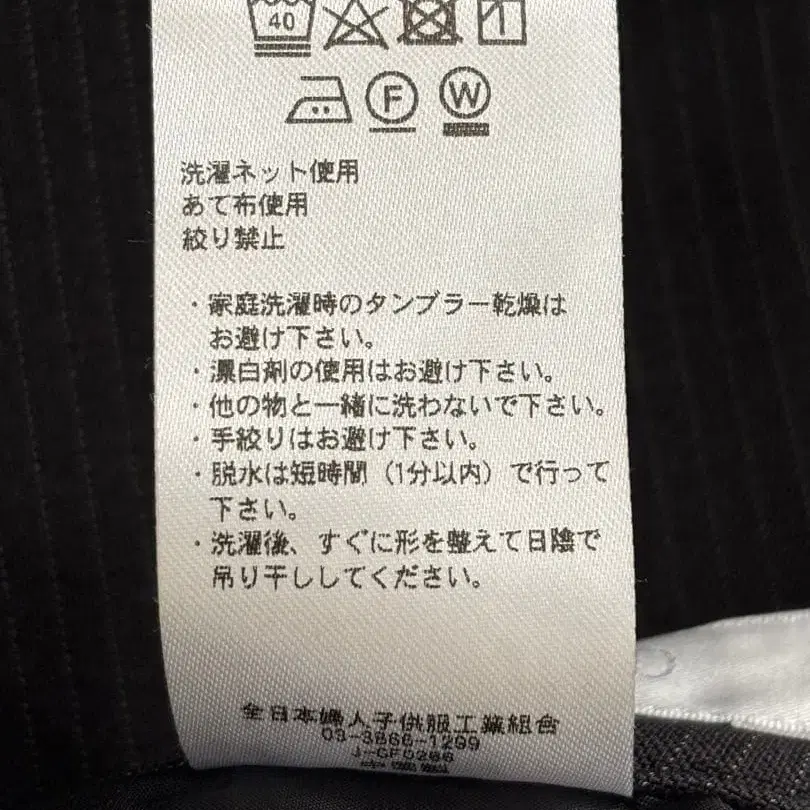 40
F W
洗濯ネット使用
あて布使用
絞り禁止
・家庭洗濯時のタンブラー乾燥は
お避け下さい。
・漂白剤の使用はお避け下さい。
・他の物と一緒に洗わないで下さい。
・手絞りはお避け下さい。
・脱水は短時間（1分以内）で行って
下さい。
・洗濯後、すぐに形を整えて日陰で
吊り干ししてください。
全日本婦人子供服工業組合
03-3866-1299
J-CF0266
中国製